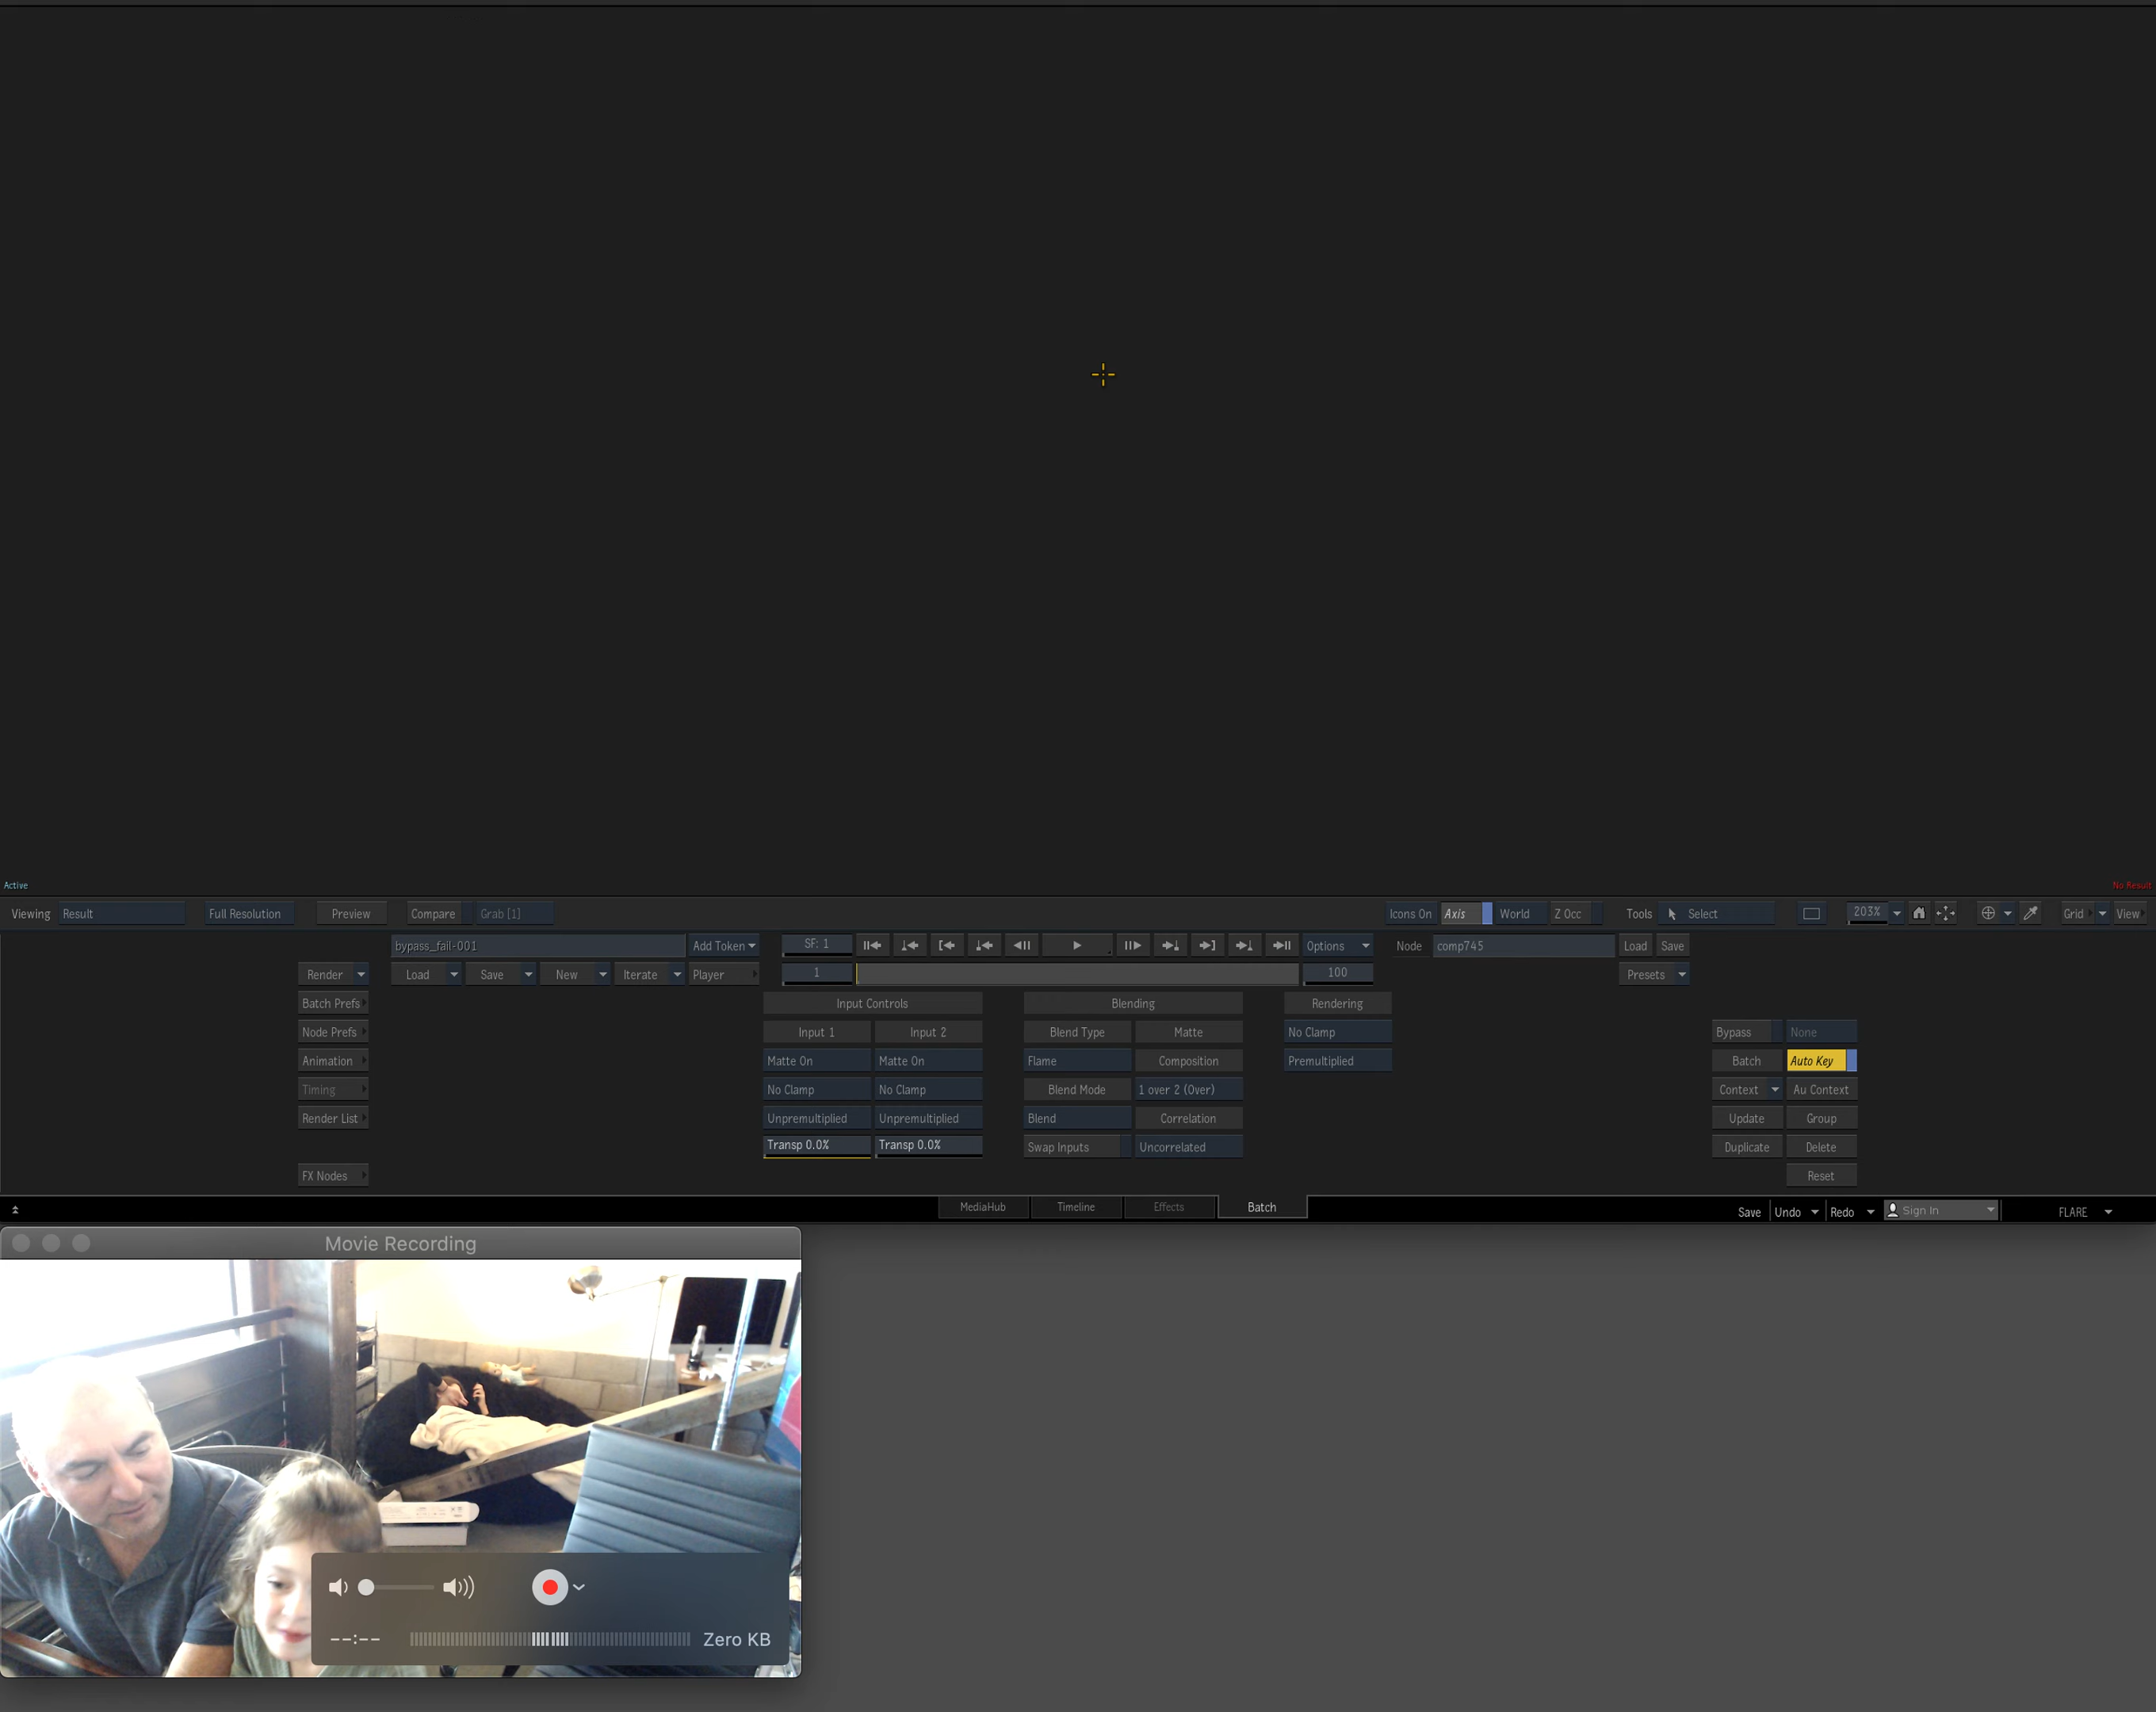 Active
No Result
Viewing Result Full Resolution Preview Compare Grab [1] Icons On Axis World Z Occ Tools Select 203% Grid View
bypass_fail-001 Add Token SF: 1 Options Node comp745 Load Save
Render Load Save New Iterate Player 1 100 Presets
Batch Prefs Input Controls Blending Rendering
Node Prefs Input 1 Input 2 Blend Type Matte No Clamp Bypass None
Animation Matte On Matte On Flame Composition Premultiplied Batch Auto Key
Timing No Clamp No Clamp Blend Mode 1 over 2 (Over) Context Au Context
Render List Unpremultiplied Unpremultiplied Blend Correlation Update Group
Transp 0.0% Transp 0.0% Swap Inputs Uncorrelated Duplicate Delete
FX Nodes Reset
MediaHub Timeline Effects Batch Save Undo Redo Sign In FLARE
Movie Recording
--:-- Zero KB